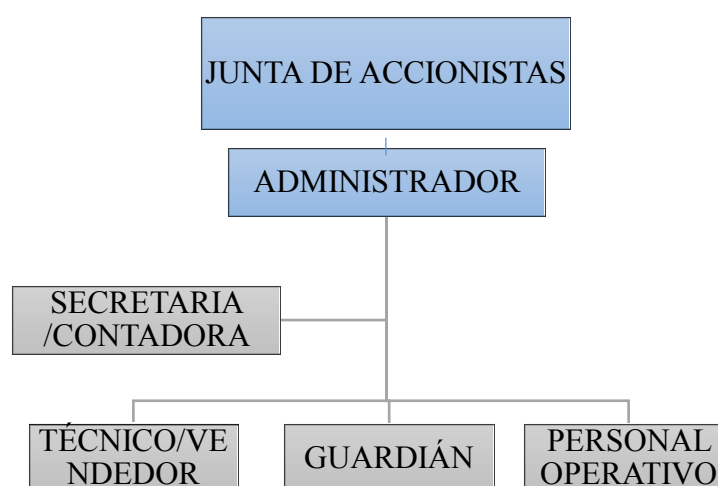 JUNTA DE ACCIONISTAS
ADMINISTRADOR
SECRETARIA
/CONTADORA
TÉCNICO/VE
NDEDOR
GUARDIÁN
PERSONAL
OPERATIVO